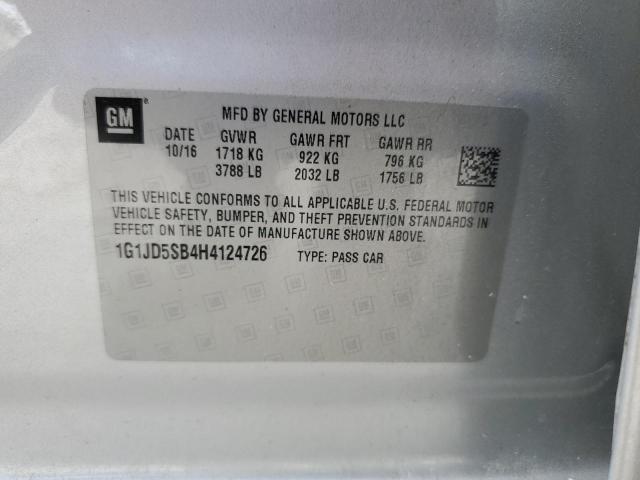 GM ®
MFD BY GENERAL MOTORS LLC
DATE GVWR GAWR FRT GAWR RR
10/16 1718 KG 922 KG 796 KG
3788 LB 2032 LB 1756 LB
THIS VEHICLE CONFORMS TO ALL APPLICABLE U.S. FEDERAL MOTOR
VEHICLE SAFETY, BUMPER, AND THEFT PREVENTION STANDARDS IN
EFFECT ON THE DATE OF MANUFACTURE SHOWN ABOVE.
1G1JD5SB4H4124726 TYPE: PASS CAR